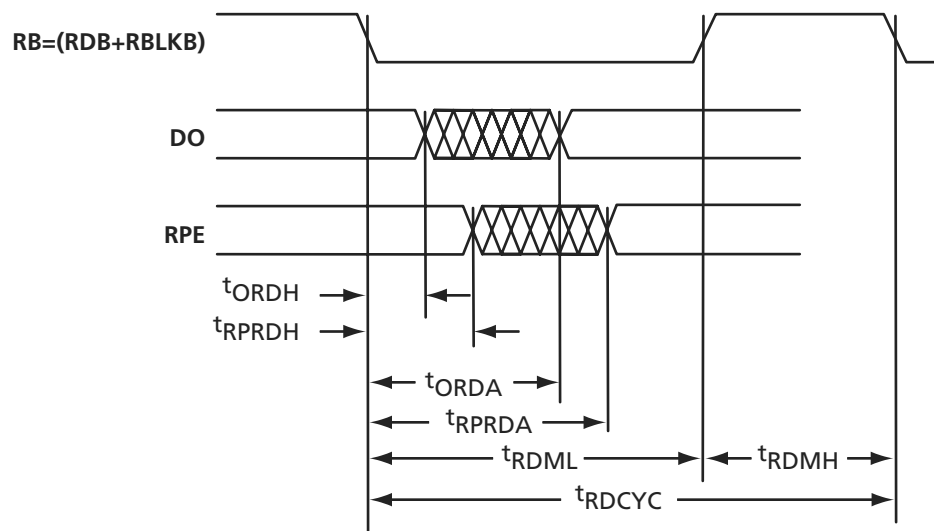 RB=(RDB+RBLKB)
DO
RPE
tORDH
tRPRDH
tORDA
tRPRDA
tRDML
tRDMH
tRDCYC